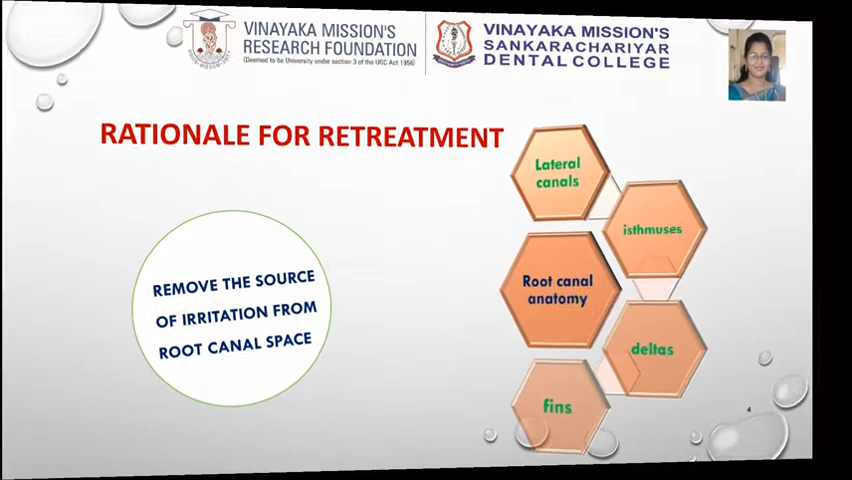 VINAYAKA MISSION'S
RESEARCH FOUNDATION
(Deemed to be University under section 3 of the UGC Act 1956)
VINAYAKA MISSION'S
SANKARACHARIYAR
DENTAL COLLEGE
RATIONALE FOR RETREATMENT
REMOVE THE SOURCE
OF IRRITATION FROM
ROOT CANAL SPACE
Lateral
canals
isthmuses
Root canal
anatomy
deltas
fins
4